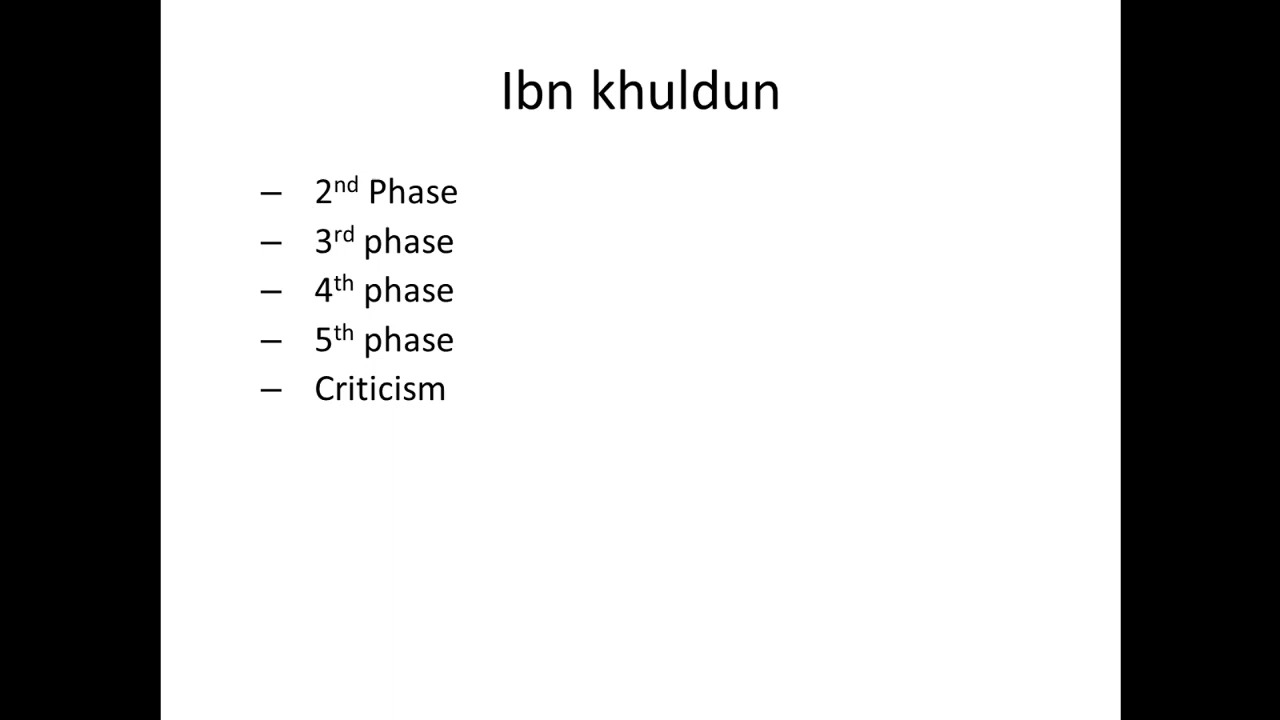 Ibn khuldun
– 2nd Phase
– 3rd phase
– 4th phase
– 5th phase
– Criticism